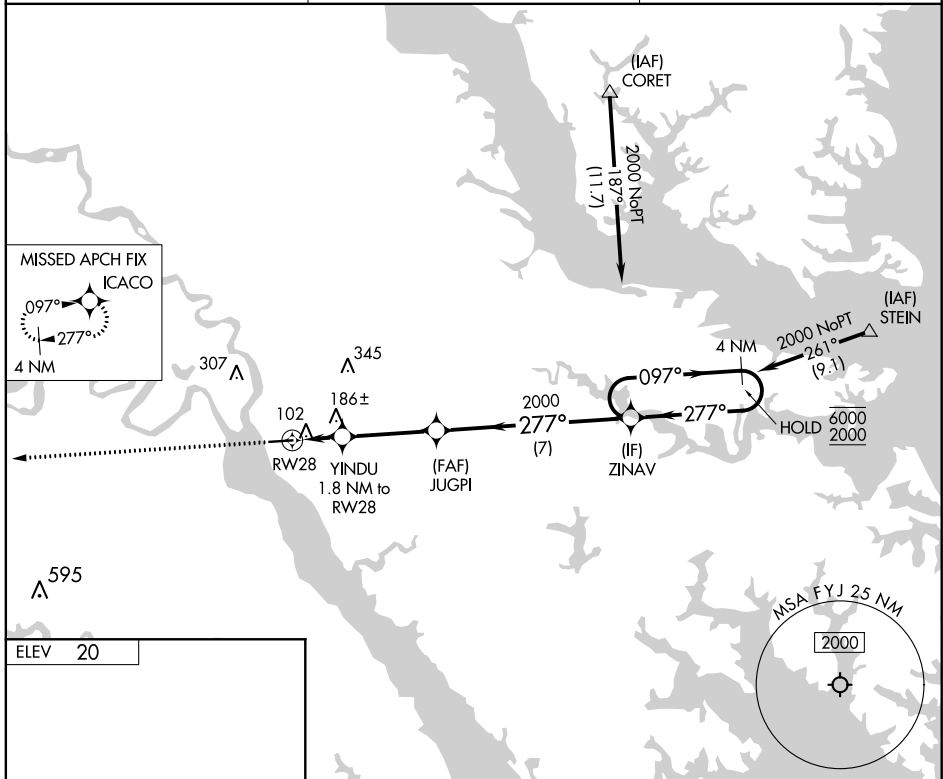 (IAF)
CORET
2000 NoPT
187°
(11.7)
MISSED APCH FIX
ICACO
097°
277°
4 NM
(IAF)
STEIN
2000 NoPT
261°
(9.1)
4 NM
097°
277°
HOLD
6000
2000
345
307
186±
102
2000
277°
(7)
RW28
YINDU
1.8 NM to
RW28
(FAF)
JUGPI
(IF)
ZINAV
595
ELEV 20
MSA FYJ 25 NM
2000